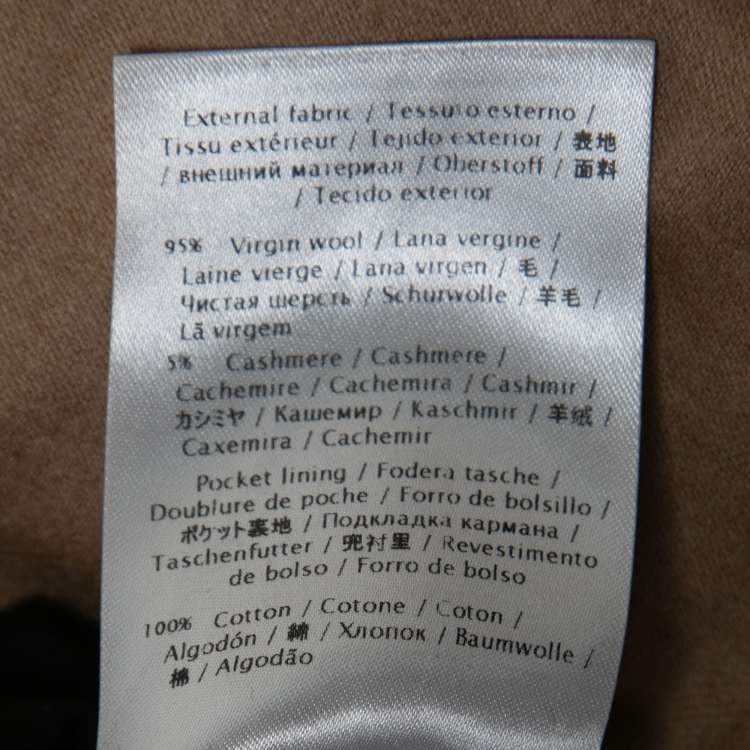 External fabric / Tessuto esterno /
Tissu extérieur / Tejido exterior / 表地
/ внешний материал / Oberstoff / 面料
/ Tecido exterior
95% Virgin wool / Lana vergine /
Laine vierge / Lana virgen / 毛 /
Чистая шерсть / Schurwolle / 羊毛 /
Lã virgem
5% Cashmere / Cashmere /
Cachemire / Cachemira / Cashmir /
カシミヤ / Кашемир / Kaschmir / 羊绒 /
Caxemira / Cachemir
Pocket lining / Fodera tasche /
Doublure de poche / Forro de bolsillo /
ポケット裏地 / Подкладка кармана /
Taschenfutter / 兜衬里 / Revestimento
de bolso / Forro de bolso
100% Cotton / Cotone / Coton /
Algodón / 綿 / Хлопок / Baumwolle /
棉 / Algodão